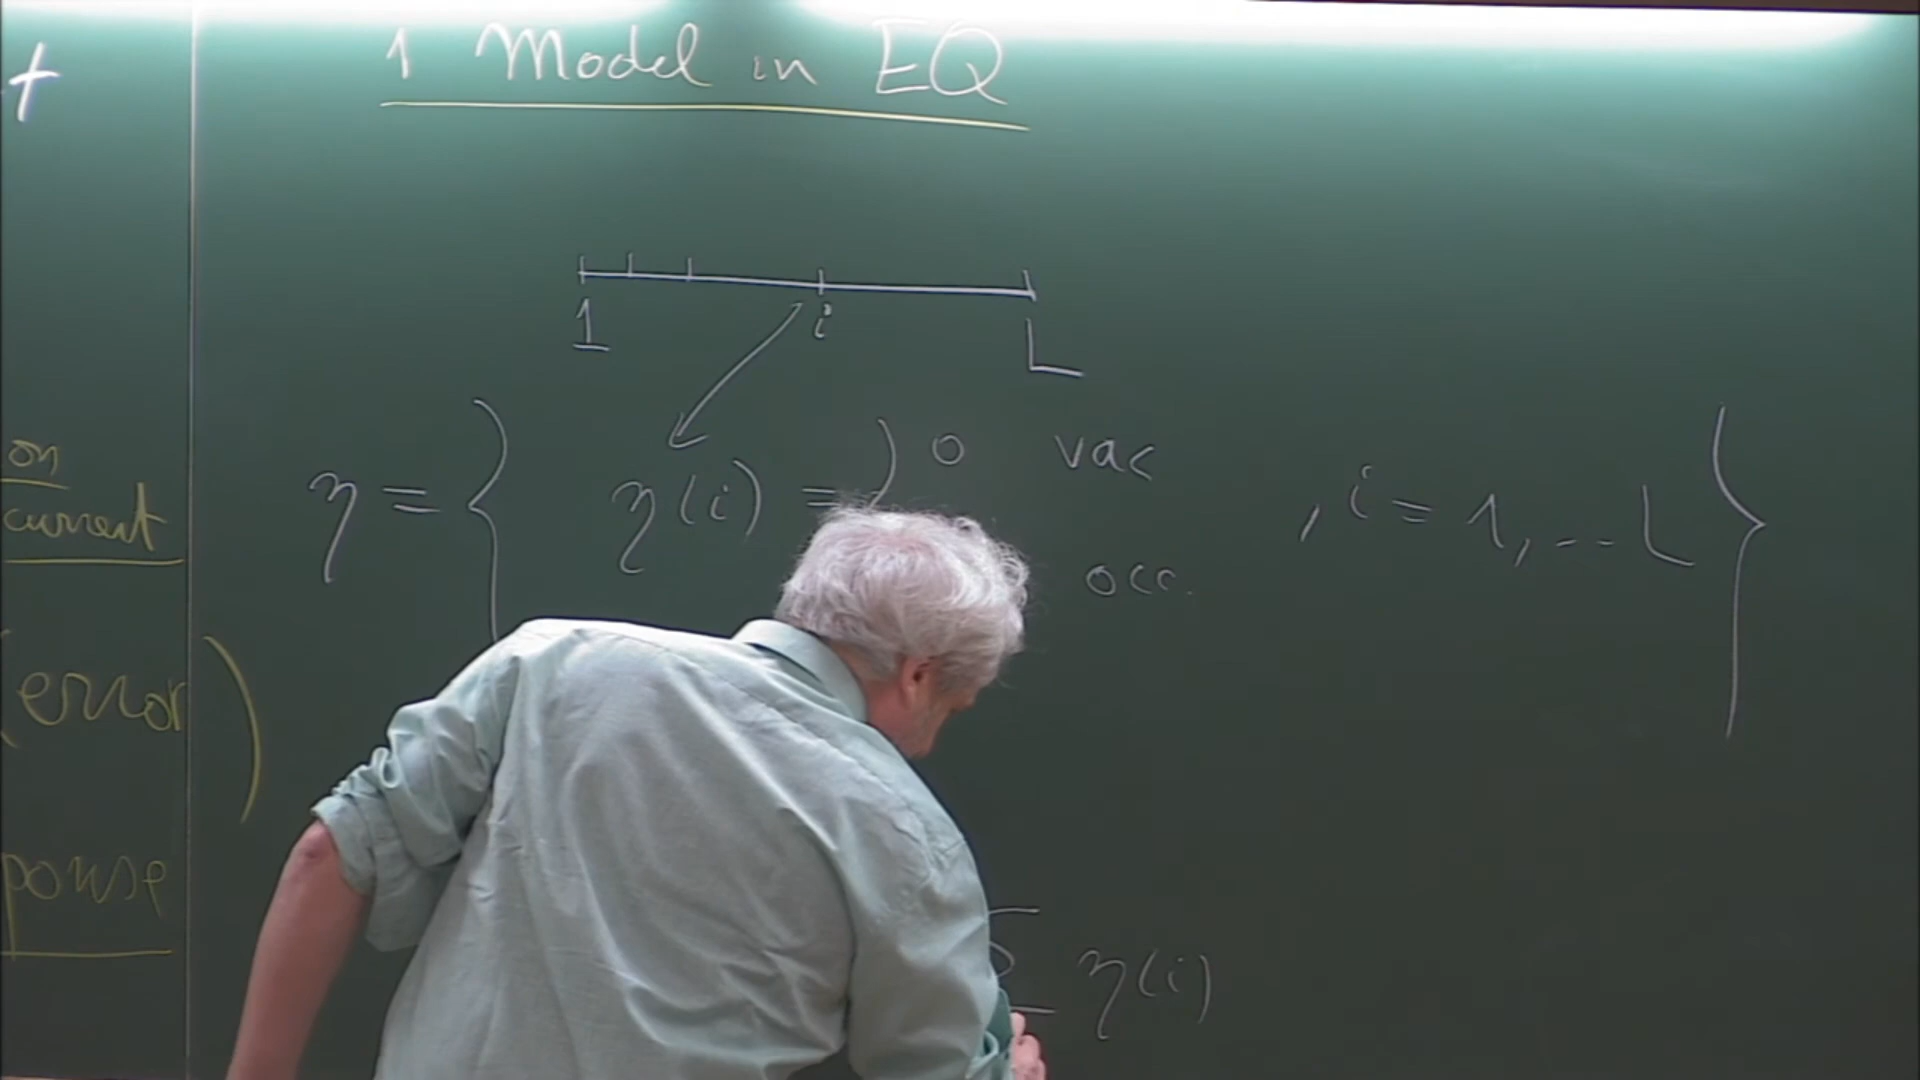 1 Model in EQ
1 i L
η = { η(i) = { 0 vac , i = 1, ... L }
occ.
Σ η(i)
t
on
current
(error)
ponse